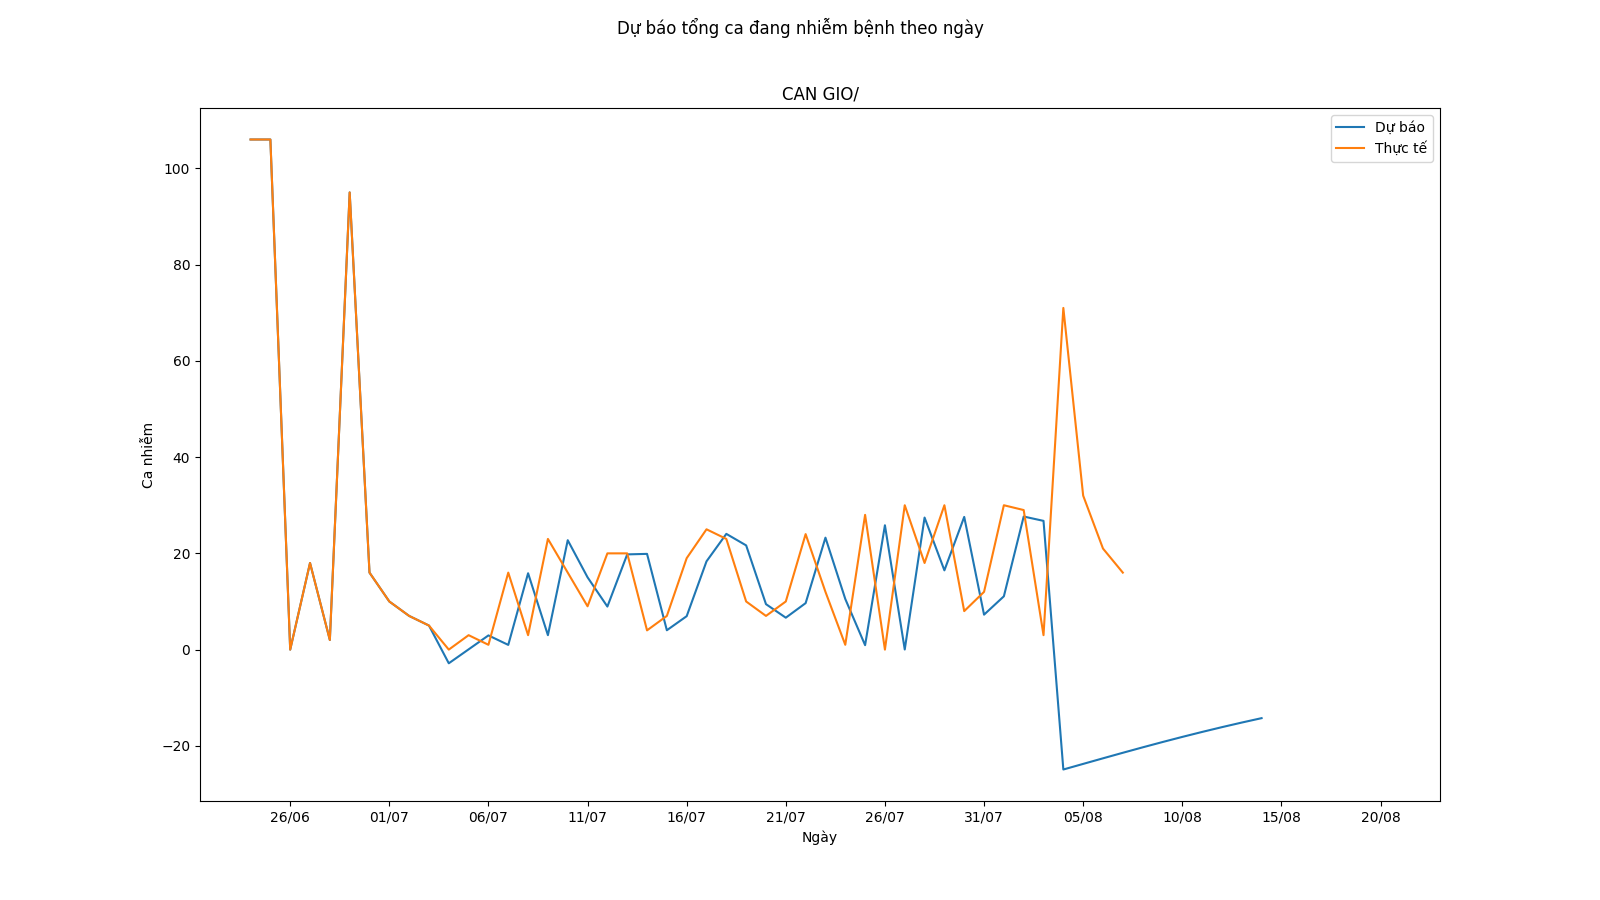 Dự báo tổng ca đang nhiễm bệnh theo ngày
CAN GIO/
Dự báo
Thực tế
100
80
60
40
20
0
−20
Ca nhiễm
26/06 01/07 06/07 11/07 16/07 21/07 26/07 31/07 05/08 10/08 15/08 20/08
Ngày